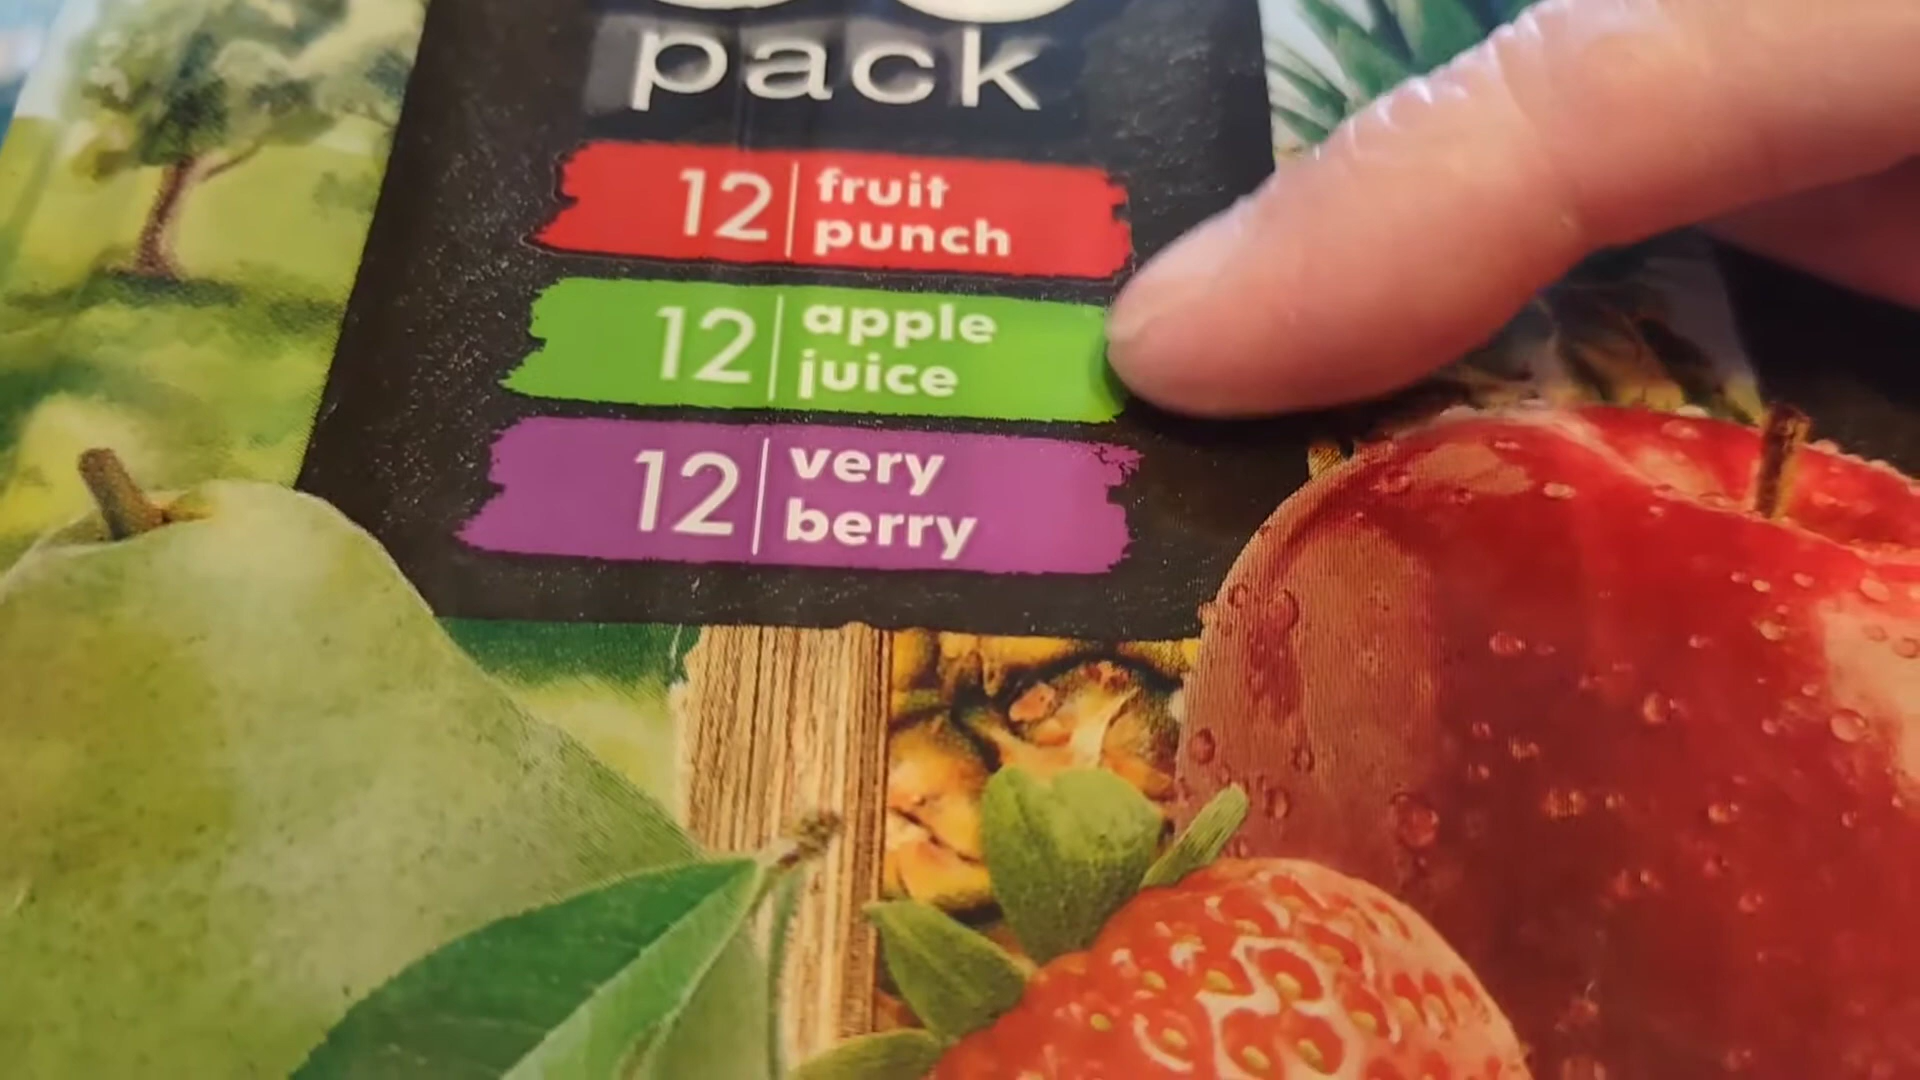 pack
12 fruit
punch
12 apple
juice
12 very
berry